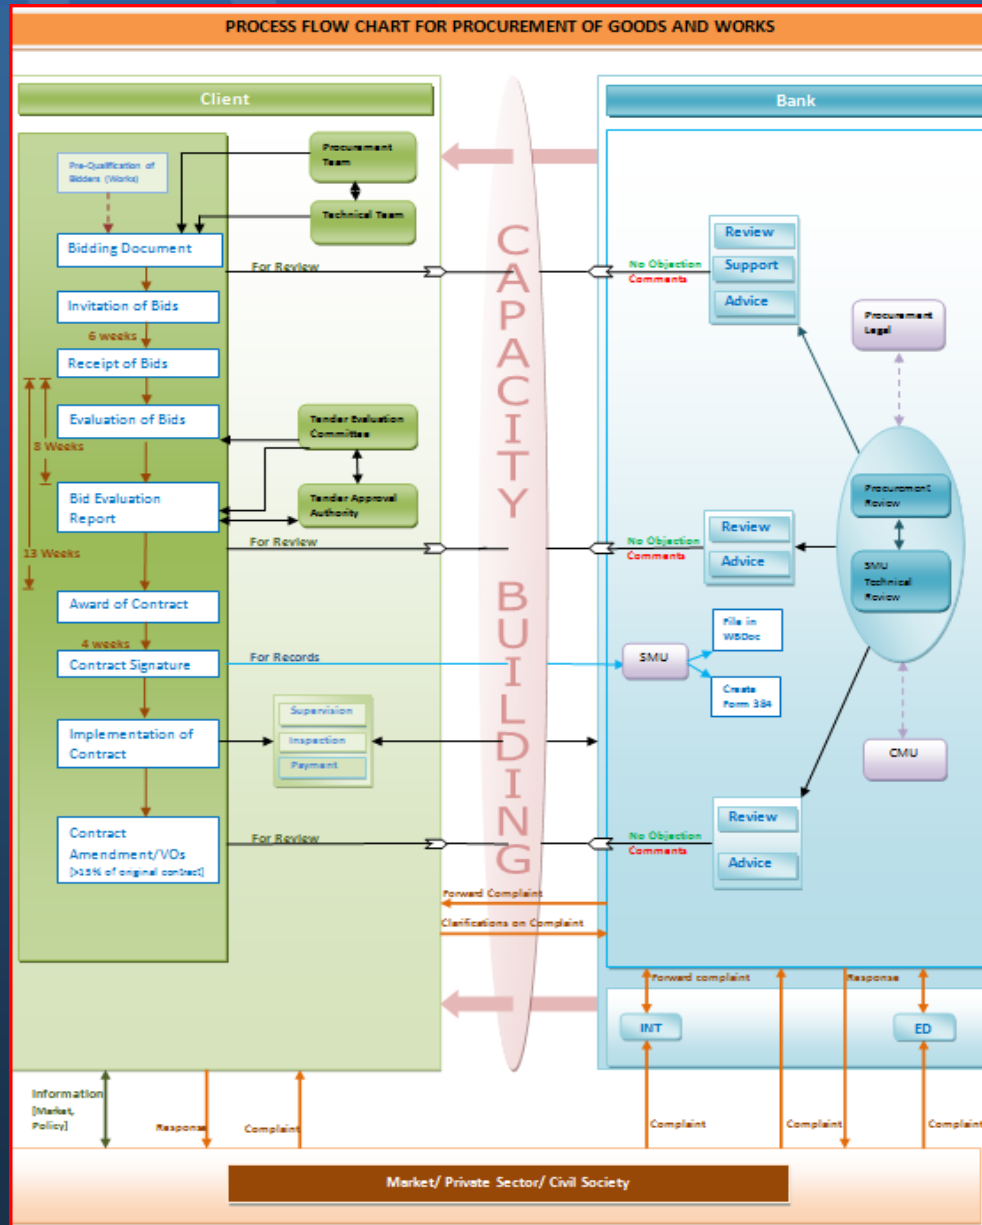 PROCESS FLOW CHART FOR PROCUREMENT OF GOODS AND WORKS
Client
Pre-Qualification of
Bidders (Works)
Procurement
Team
Technical Team
Bidding Document
For Review
Invitation of Bids
6 weeks
Receipt of Bids
Evaluation of Bids
8 Weeks
Tender Evaluation
Committee
Bid Evaluation
Report
Tender Approval
Authority
For Review
13 Weeks
Award of Contract
4 weeks
Contract Signature
For Records
Implementation of
Contract
Supervision
Inspection
Payment
Contract
Amendment/VOs
[>15% of original contract]
For Review
CAPACITY BUILDING
Bank
Review
Support
Advice
No Objection
Comments
Procurement
Legal
Procurement
Review
SMU
Technical
Review
No Objection
Comments
Review
Advice
SMU
File in
WBDoc
Create
Form 384
CMU
No Objection
Comments
Review
Advice
Forward Complaint
Clarifications on Complaint
Forward complaint
Response
INT
ED
Information
[Market,
Policy]
Response
Complaint
Complaint
Complaint
Complaint
Market/ Private Sector/ Civil Society